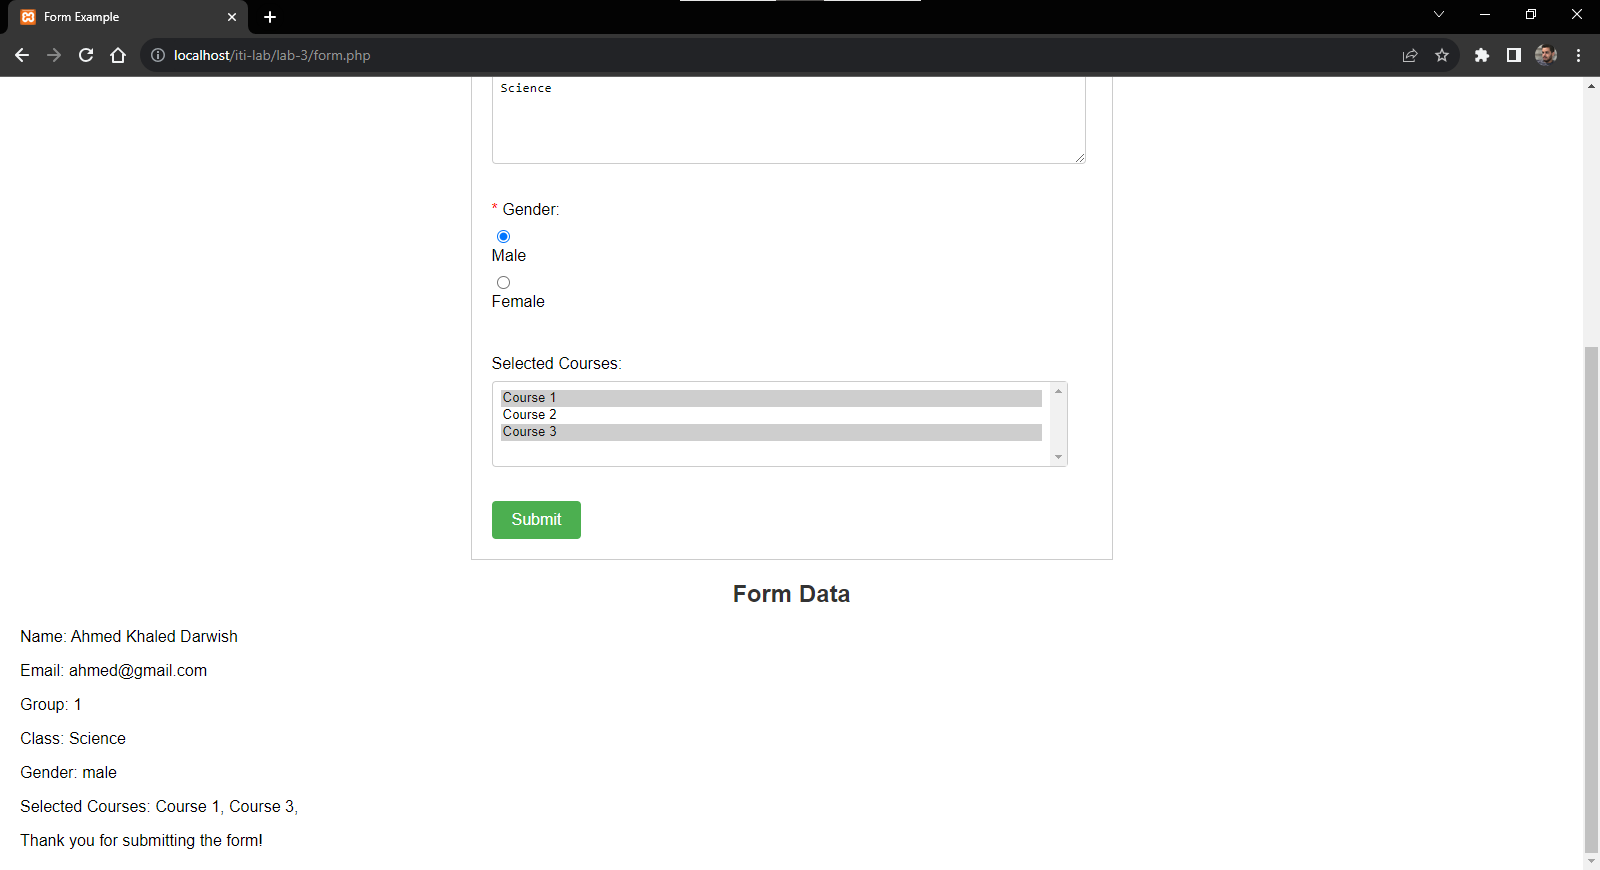 Form Example
localhost/iti-lab/lab-3/form.php
Science
* Gender:
Male
Female
Selected Courses:
Course 1
Course 2
Course 3
Submit
Form Data
Name: Ahmed Khaled Darwish
Email: ahmed@gmail.com
Group: 1
Class: Science
Gender: male
Selected Courses: Course 1, Course 3,
Thank you for submitting the form!